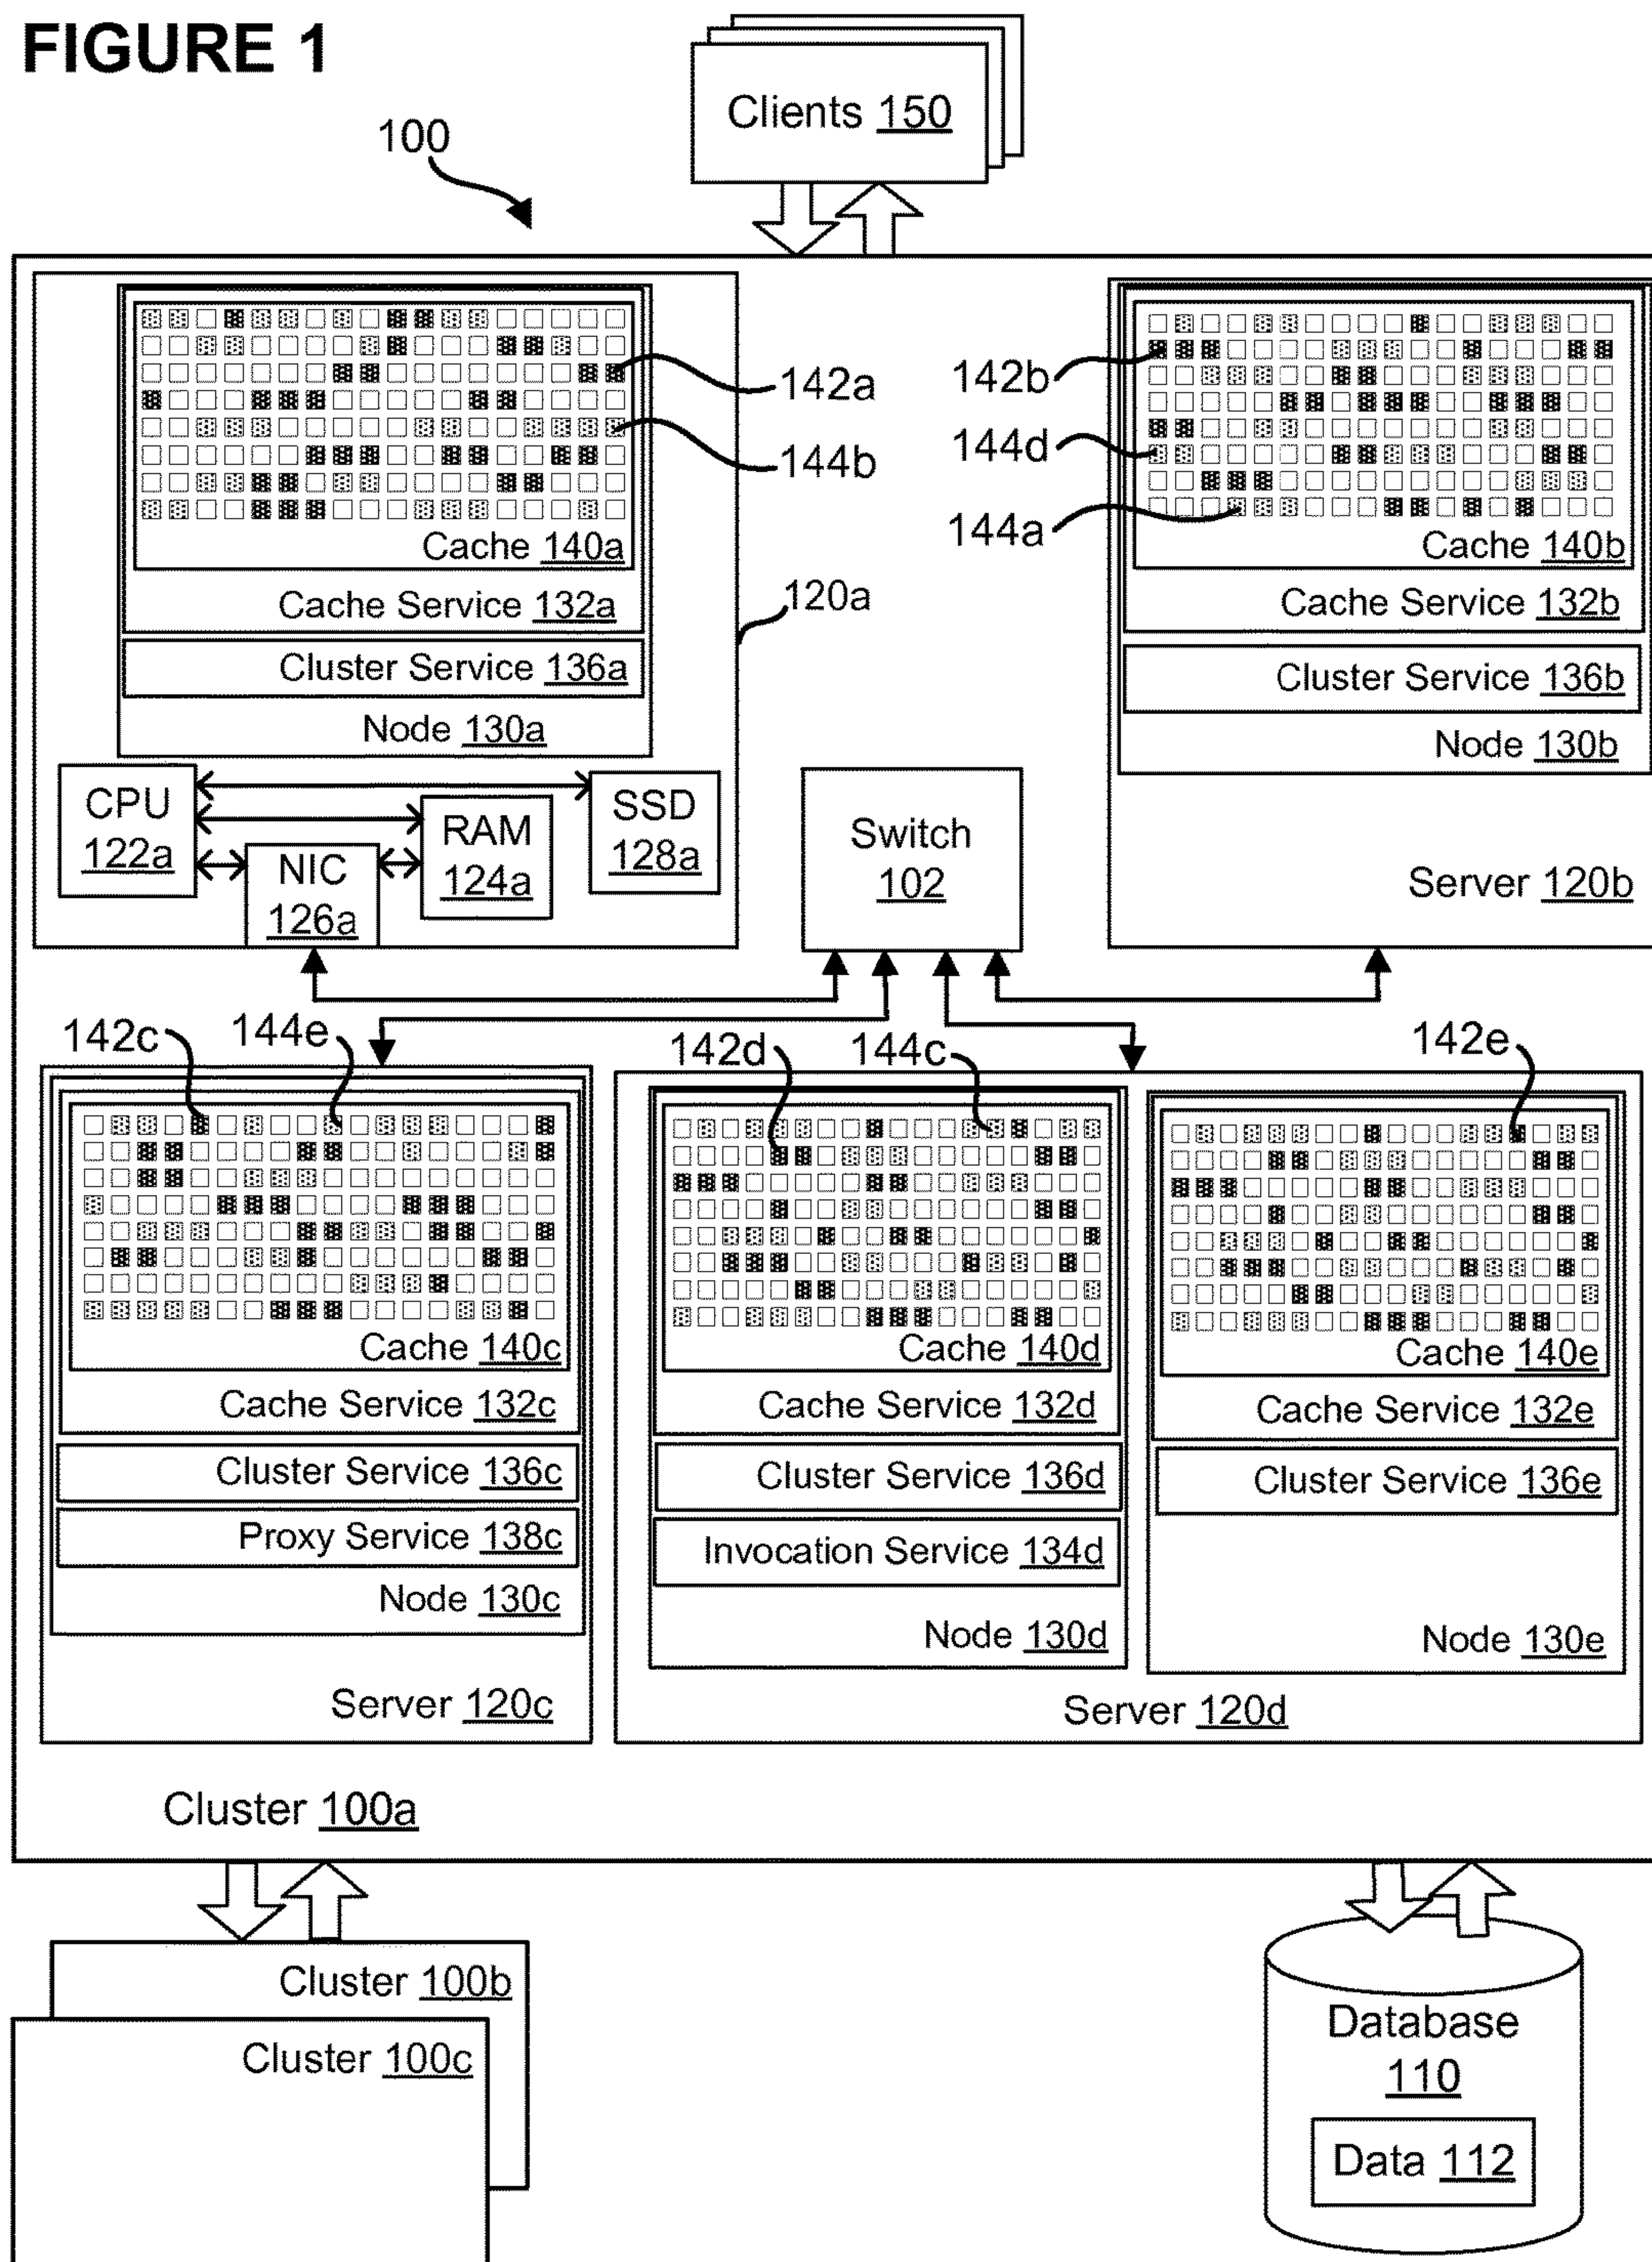 FIGURE 1
Clients 150
100
142a
144b
Cache 140a
Cache Service 132a
Cluster Service 136a
Node 130a
120a
142b
144d
144a
Cache 140b
Cache Service 132b
Cluster Service 136b
Node 130b
Server 120b
CPU
122a
NIC
126a
RAM
124a
SSD
128a
Switch
102
142c
144e
Cache 140c
Cache Service 132c
Cluster Service 136c
Proxy Service 138c
Node 130c
Server 120c
142d
144c
142e
Cache 140d
Cache Service 132d
Cluster Service 136d
Invocation Service 134d
Node 130d
Cache 140e
Cache Service 132e
Cluster Service 136e
Node 130e
Server 120d
Cluster 100a
Cluster 100b
Cluster 100c
Database
110
Data 112